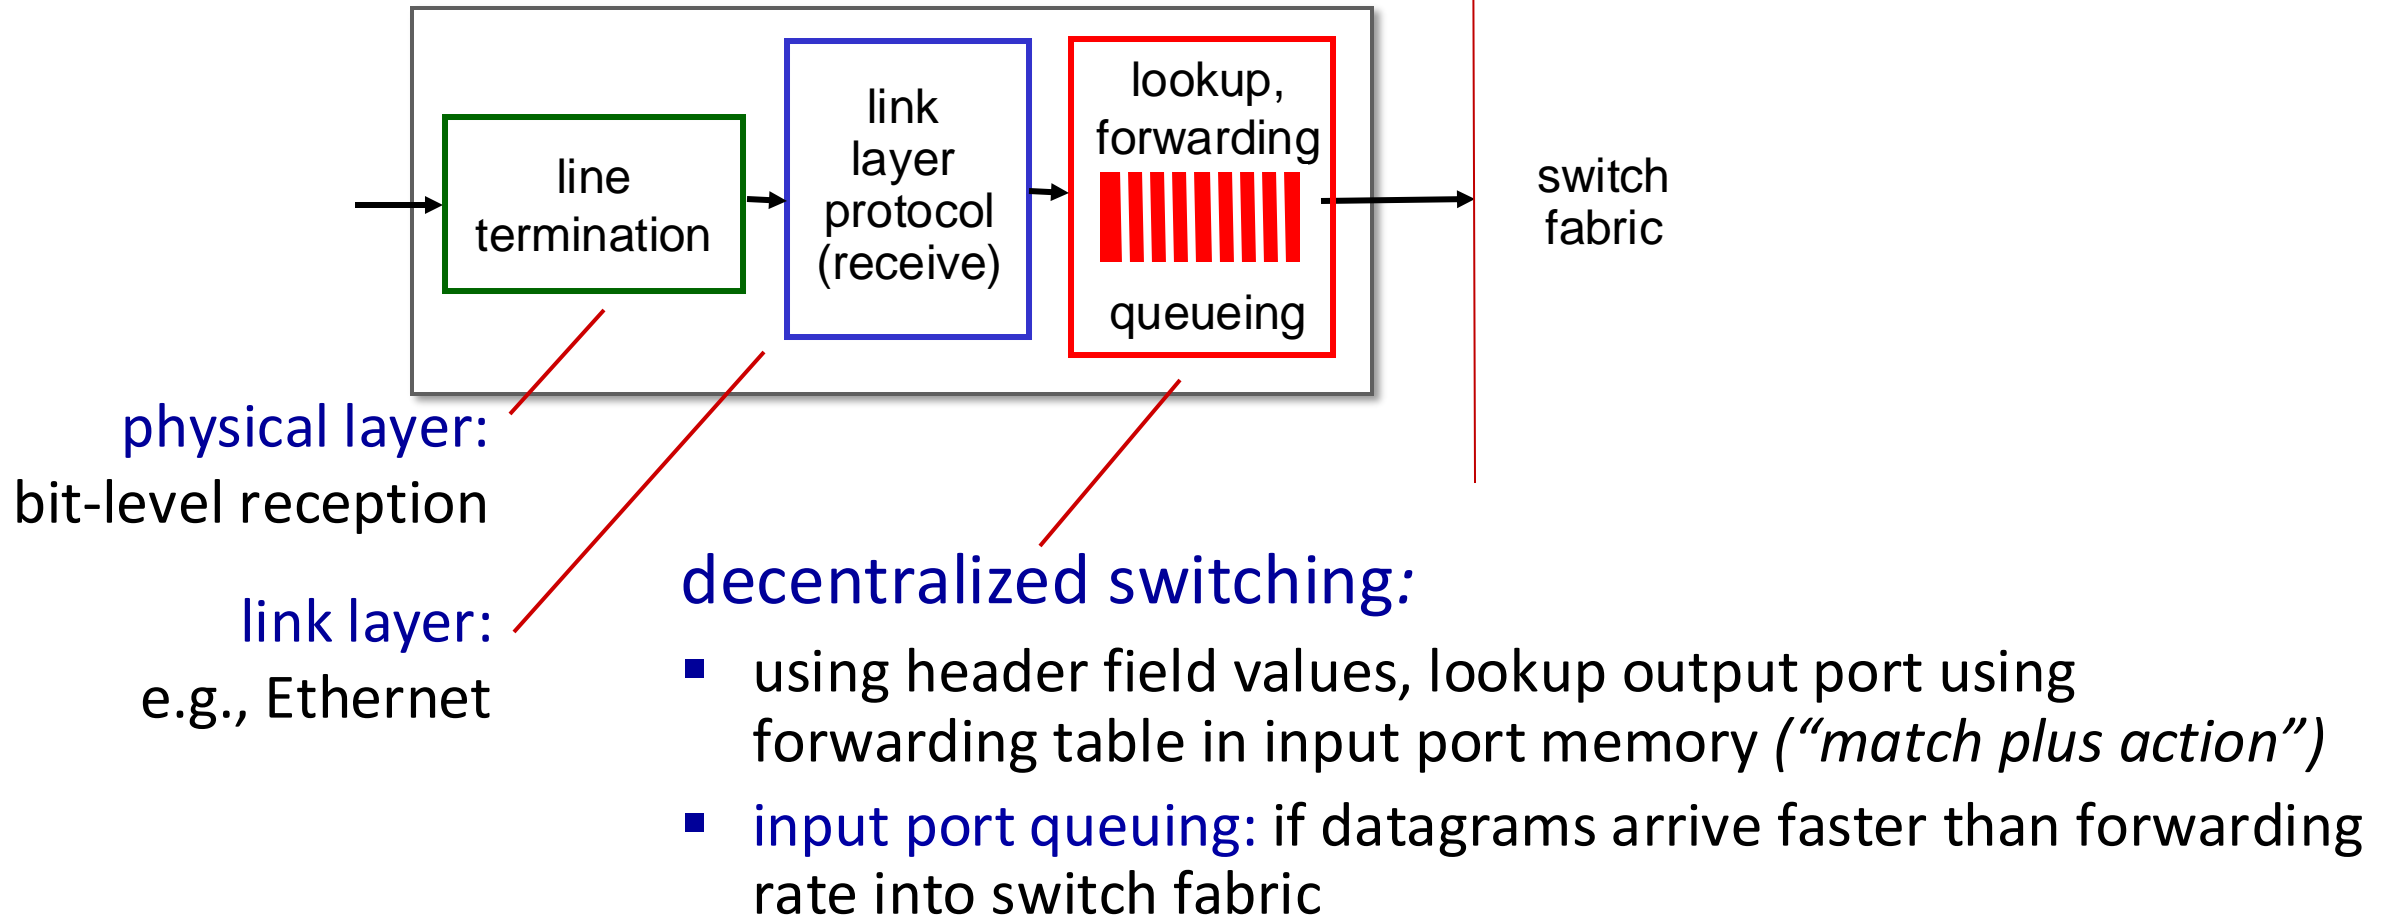 line
termination
link
layer
protocol
(receive)
lookup,
forwarding
queueing
switch
fabric
physical layer:
bit-level reception
link layer:
e.g., Ethernet
decentralized switching:
▪ using header field values, lookup output port using
forwarding table in input port memory (“match plus action”)
▪ input port queuing: if datagrams arrive faster than forwarding
rate into switch fabric